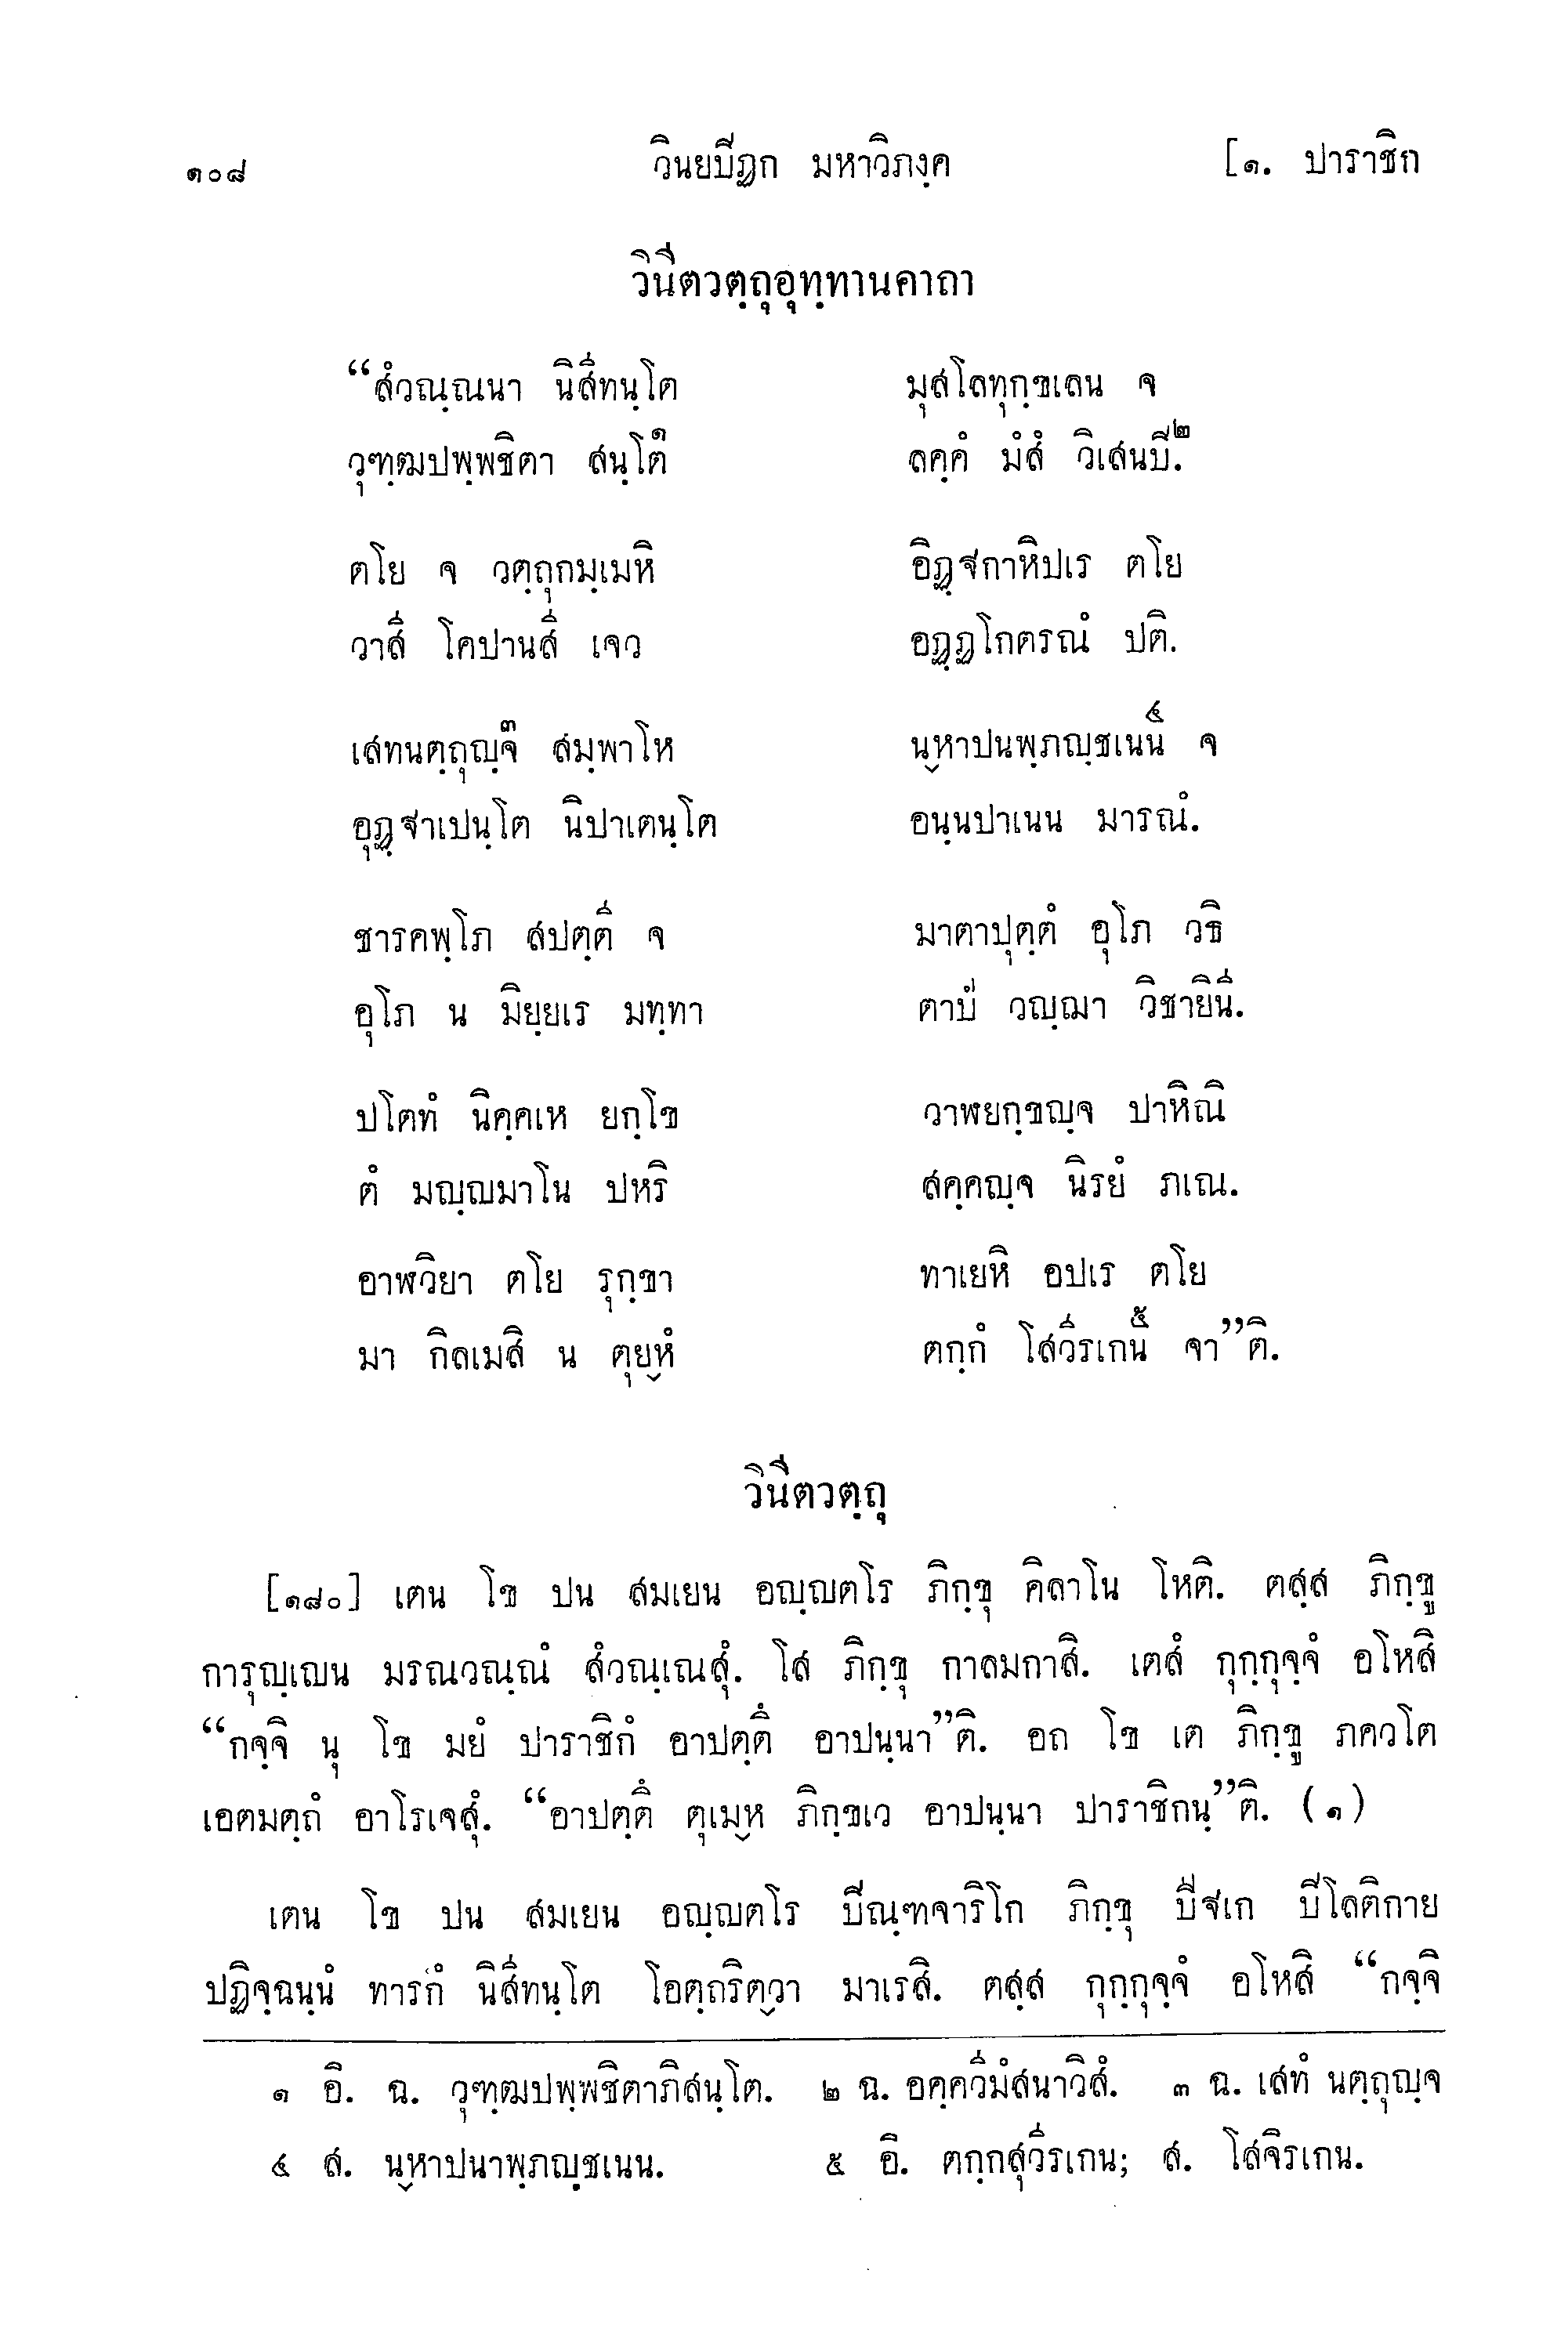 ๑๐๘ วินยปิฏก มหาวิภงฺค [๑. ปาราชิก
วินีตวตฺถุอุทฺทานคาถา
“สํวณฺณนา นิสีทนฺโต มุสโลทุกฺขเลน จ
วุฑฺฒปพฺพชิตา สนฺโต๑ ลคฺคํ มํสํ วิเสนปิ.๒
ตโย จ วตฺถุกมฺเมหิ อิฏฺฐกาหิปเร ตโย
วาสี โคปานสี เจว อฏฺฏโกตรณํ ปติ.
เสทนตฺถุญฺจ๓ สมฺพาโห นฺหาปนพฺภญฺชเนน๔ จ
อุฏฺฐาเปนฺโต นิปาเตนฺโต อนฺนปาเนน มารณํ.
ชารคพฺโภ สปตฺตี จ มาตาปุตฺตํ อุโภ วธิ
อุโภ น มิยฺยเร มทฺทา ตาปํ วญฺฌา วิชายินี.
ปโตทํ นิคฺคเห ยกฺโข วาฬยกฺขญฺจ ปาหิณิ
ตํ มญฺญมาโน ปหริ สคฺคญฺจ นิรยํ ภเณ.
อาฬวิยา ตโย รุกฺขา ทาเยหิ อปเร ตโย
มา กิลเมสิ น ตุยฺหํ ตกฺกํ โสวีรเกน๕ จา”ติ.
วินีตวตฺถุ
[๑๘๐] เตน โข ปน สมเยน อญฺญตโร ภิกฺขุ คิลาโน โหติ. ตสฺส ภิกฺขู
การุญฺเญน มรณวณฺณํ สํวณฺเณสุํ. โส ภิกฺขุ กาลมกาสิ. เตสํ กุกฺกุจฺจํ อโหสิ
“กจฺจิ นุ โข มยํ ปาราชิกํ อาปตฺตึ อาปนฺนา”ติ. อถ โข เต ภิกฺขู ภควโต
เอตมตฺถํ อาโรเจสุํ. “อาปตฺตึ ตุเมฺห ภิกฺขเว อาปนฺนา ปาราชิกนฺ”ติ. (๑)
เตน โข ปน สมเยน อญฺญตโร ปิณฺฑจาริโก ภิกฺขุ ปีฐเก ปิโลติกาย
ปฏิจฺฉนฺนํ ทารกํ นิสีทนฺโต โอตฺถริตฺวา มาเรสิ. ตสฺส กุกฺกุจฺจํ อโหสิ “กจฺจิ
๑ อิ. ฉ. วุฑฺฒปพฺพชิตาภิสนฺโต. ๒ ฉ. อคฺควีมํสนาวิสํ. ๓ ฉ. เสทํ นตฺถุญฺจ
๔ ส. นฺหาปนาพฺภญฺชเนน. ๕ อิ. ตกฺกสุวีรเกน; ส. โสจิรเกน.